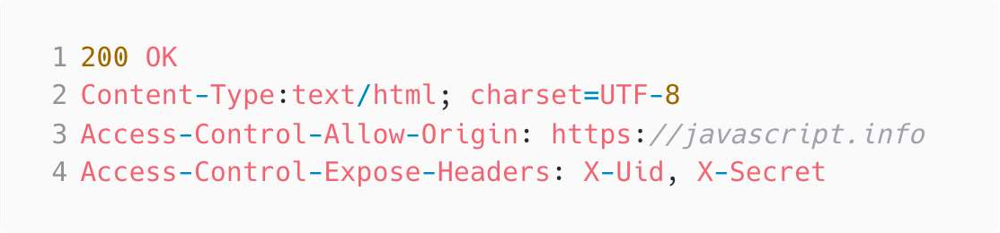 1 200 OK
2 Content-Type:text/html; charset=UTF-8
3 Access-Control-Allow-Origin: https://javascript.info
4 Access-Control-Expose-Headers: X-Uid, X-Secret